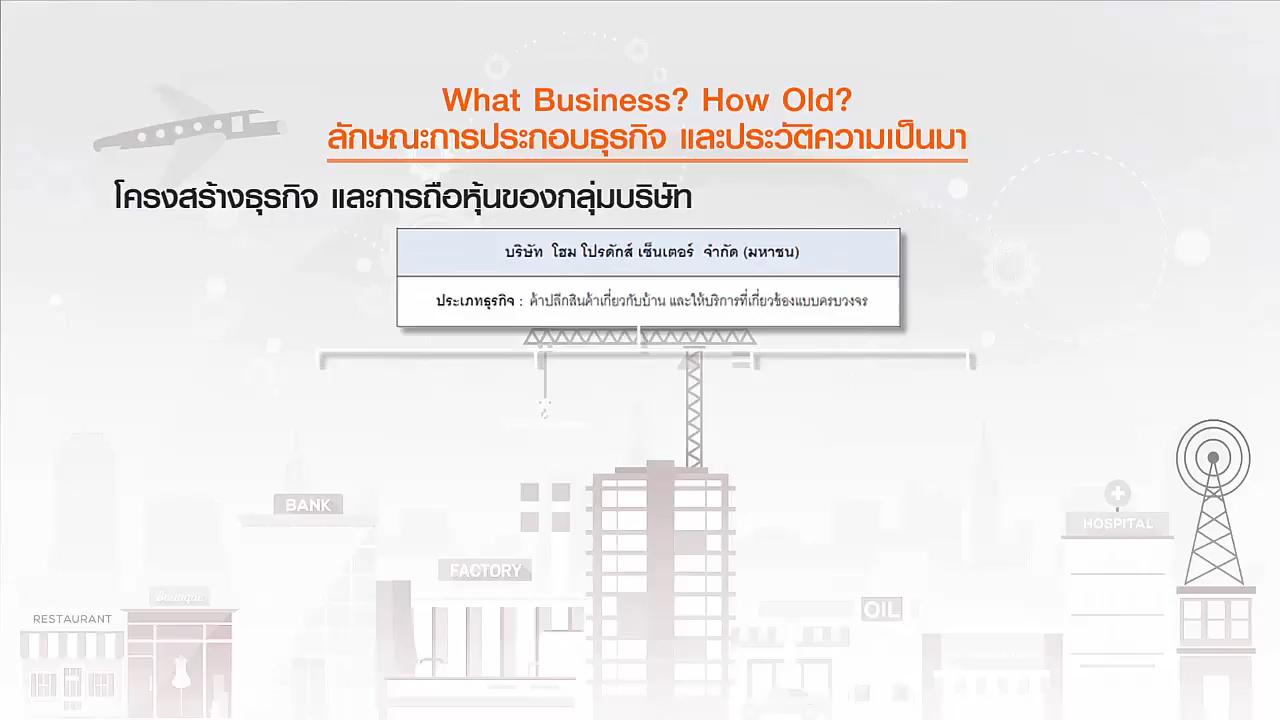 What Business? How Old?
ลักษณะการประกอบธุรกิจ และประวัติความเป็นมา
โครงสร้างธุรกิจ และการถือหุ้นของกลุ่มบริษัท
บริษัท โฮม โปรดักส์ เซ็นเตอร์ จำกัด (มหาชน)
ประเภทธุรกิจ : ค้าปลีกสินค้าเกี่ยวกับบ้าน และให้บริการที่เกี่ยวข้องแบบครบวงจร
BANK
HOSPITAL
FACTORY
Boutique
OIL
RESTAURANT